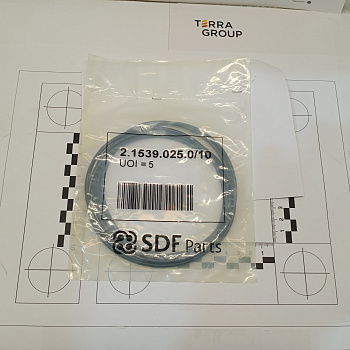 TERRA
GROUP
2.1539.025.0/10
UOI = 5
SDF Parts